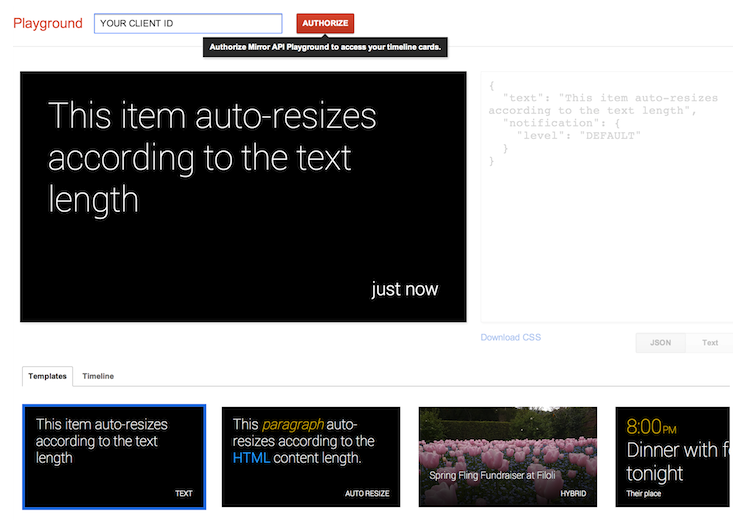 Playground YOUR CLIENT ID AUTHORIZE
Authorize Mirror API Playground to access your timeline cards.
This item auto-resizes
according to the text
length
just now
{
"text": "This item auto-resizes
according to the text length",
"notification": {
"level": "DEFAULT"
}
}
Download CSS
JSON Text
Templates Timeline
This item auto-resizes
according to the text
length
TEXT
This paragraph auto-
resizes according to the
HTML content length.
AUTO RESIZE
Spring Fling Fundraiser at Filoli
HYBRID
8:00PM
Dinner with f
tonight
Their place